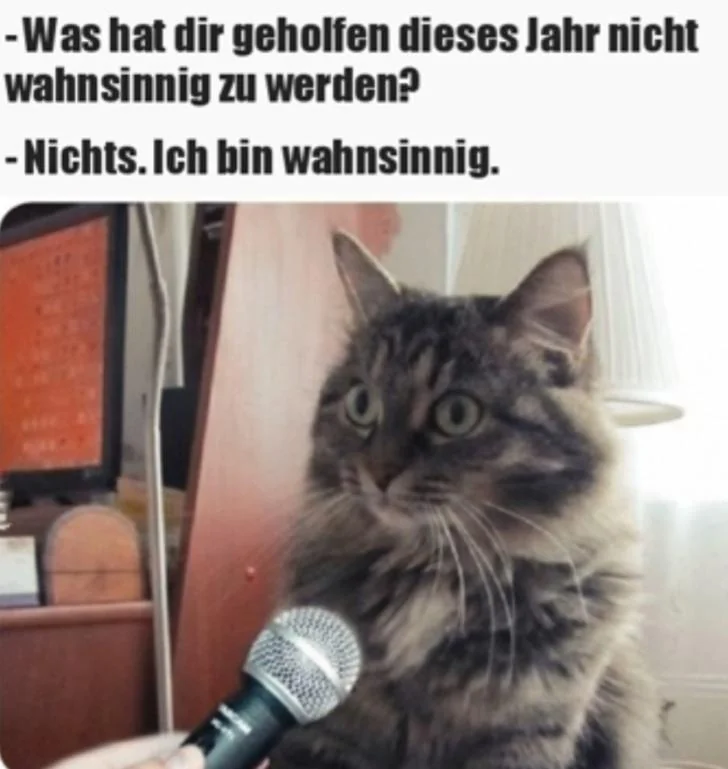 -Was hat dir geholfen dieses Jahr nicht
wahnsinnig zu werden?
-Nichts. Ich bin wahnsinnig.